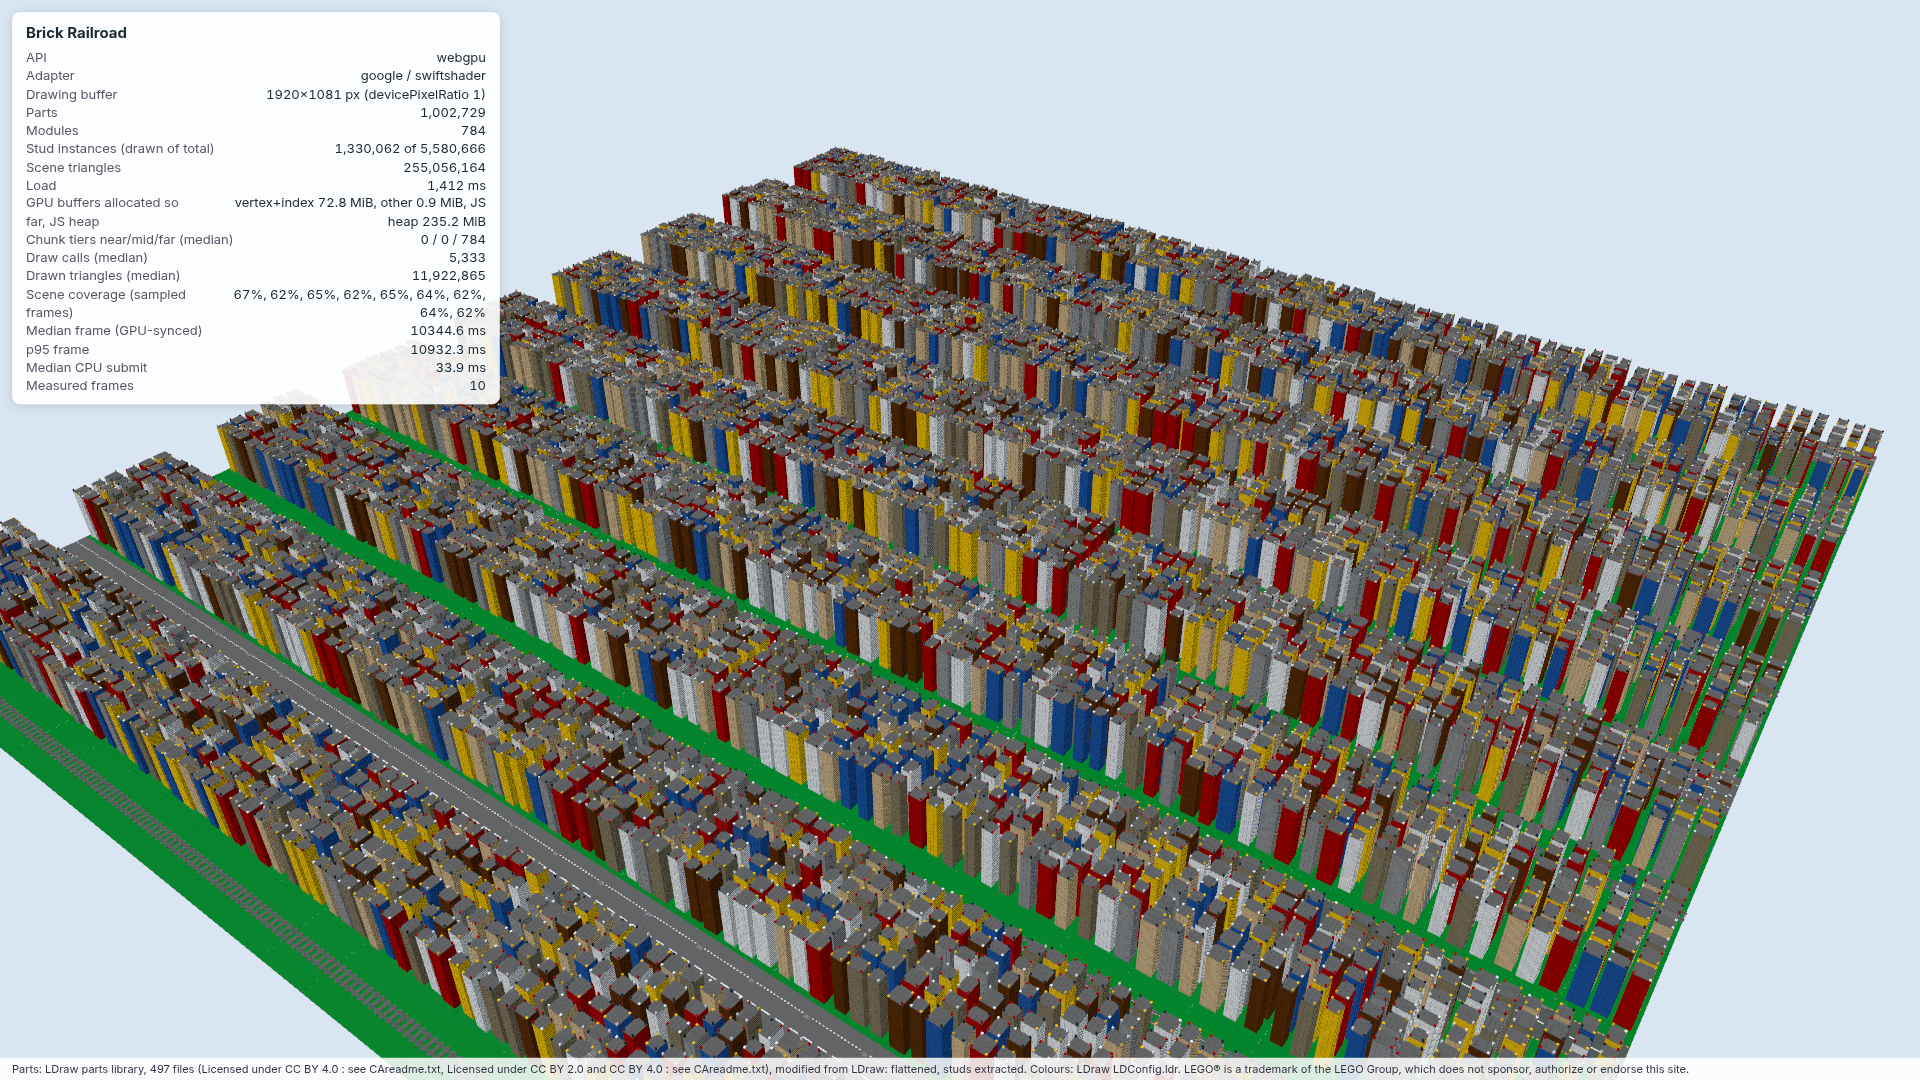 Brick Railroad
API webgpu
Adapter google / swiftshader
Drawing buffer 1920×1081 px (devicePixelRatio 1)
Parts 1,002,729
Modules 784
Stud instances (drawn of total) 1,330,062 of 5,580,666
Scene triangles 255,056,164
Load 1,412 ms
GPU buffers allocated so vertex+index 72.8 MiB, other 0.9 MiB, JS
far, JS heap heap 235.2 MiB
Chunk tiers near/mid/far (median) 0 / 0 / 784
Draw calls (median) 5,333
Drawn triangles (median) 11,922,865
Scene coverage (sampled 67%, 62%, 65%, 62%, 65%, 64%, 62%,
frames) 64%, 62%
Median frame (GPU-synced) 10344.6 ms
p95 frame 10932.3 ms
Median CPU submit 33.9 ms
Measured frames 10
Parts: LDraw parts library, 497 files (Licensed under CC BY 4.0 : see CAreadme.txt, Licensed under CC BY 2.0 and CC BY 4.0 : see CAreadme.txt), modified from LDraw: flattened, studs extracted. Colours: LDraw LDConfig.ldr. LEGO® is a trademark of the LEGO Group, which does not sponsor, authorize or endorse this site.